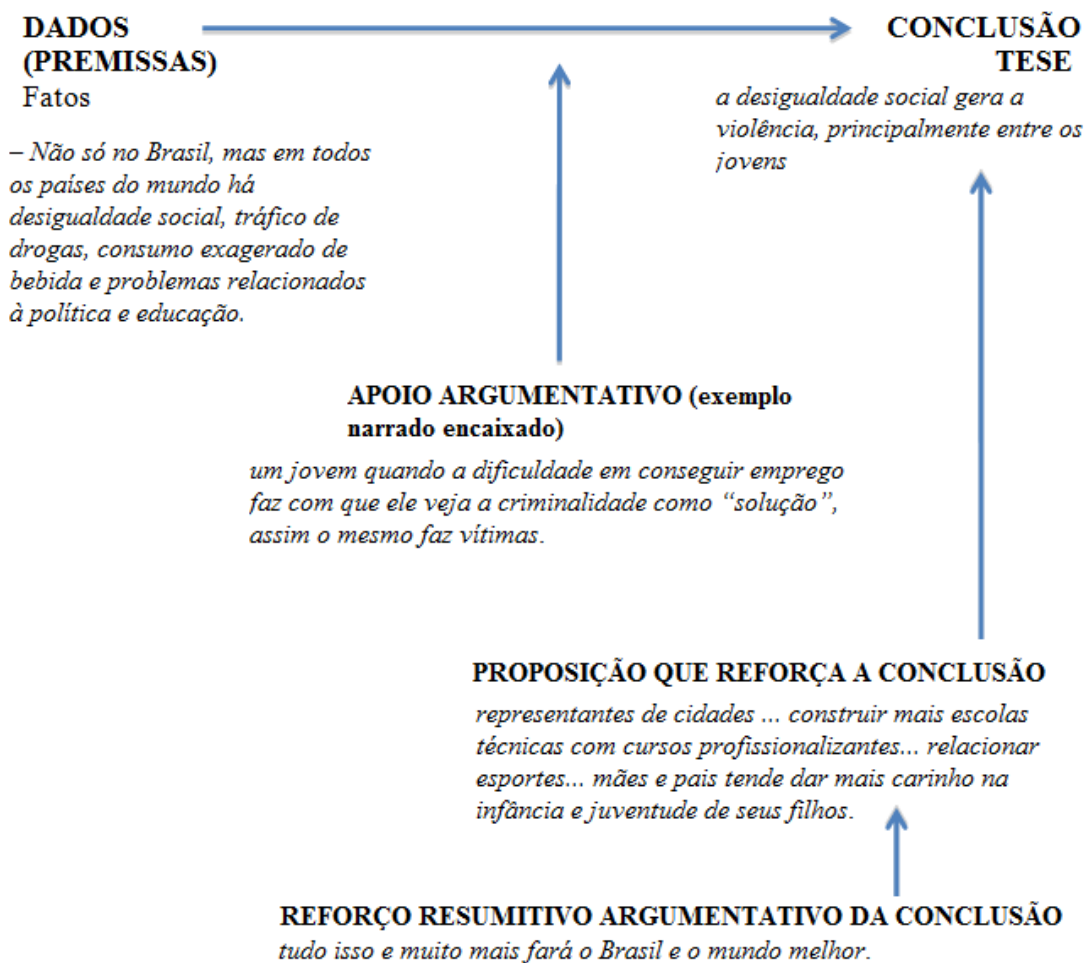 DADOS
(PREMISSAS)
Fatos
– Não só no Brasil, mas em todos
os países do mundo há
desigualdade social, tráfico de
drogas, consumo exagerado de
bebida e problemas relacionados
à política e educação.
CONCLUSÃO
TESE
a desigualdade social gera a
violência, principalmente entre os
jovens
APOIO ARGUMENTATIVO (exemplo
narrado encaixado)
um jovem quando a dificuldade em conseguir emprego
faz com que ele veja a criminalidade como “solução”,
assim o mesmo faz vítimas.
PROPOSIÇÃO QUE REFORÇA A CONCLUSÃO
representantes de cidades ... construir mais escolas
técnicas com cursos profissionalizantes... relacionar
esportes... mães e pais tende dar mais carinho na
infância e juventude de seus filhos.
REFORÇO RESUMITIVO ARGUMENTATIVO DA CONCLUSÃO
tudo isso e muito mais fará o Brasil e o mundo melhor.